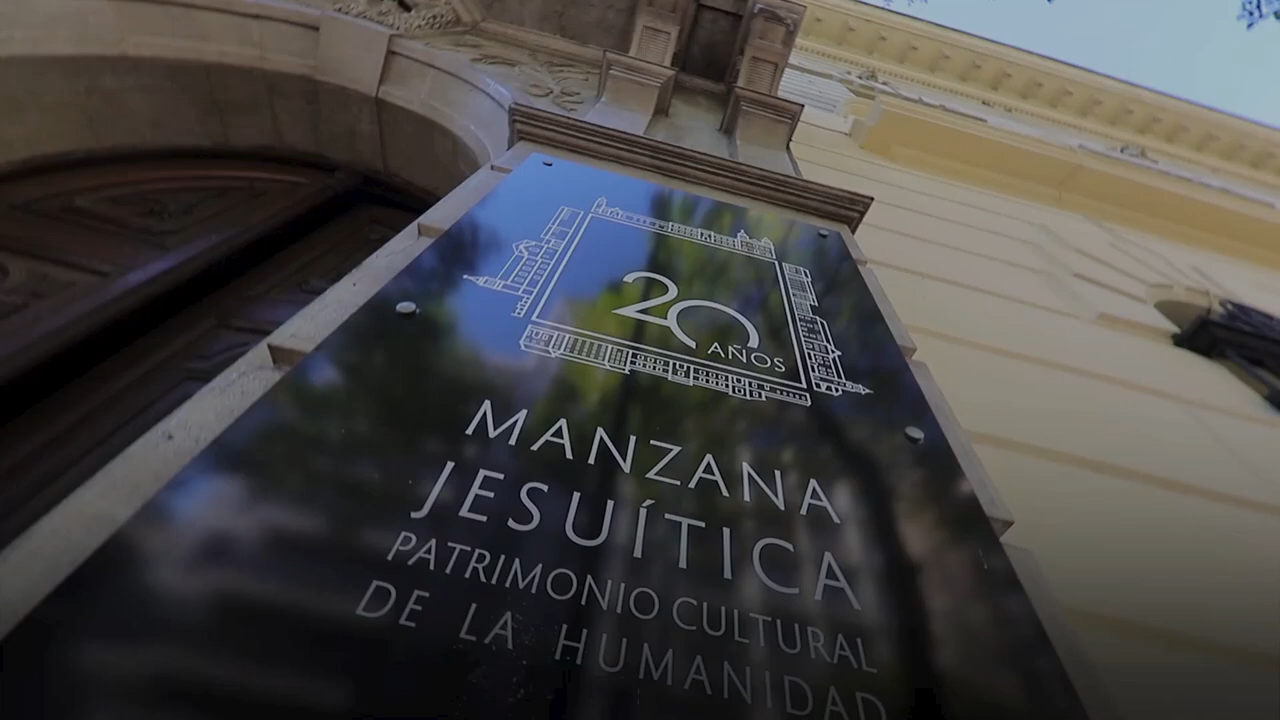 20
AÑOS
MANZANA
JESUÍTICA
PATRIMONIO CULTURAL
DE LA HUMANIDAD